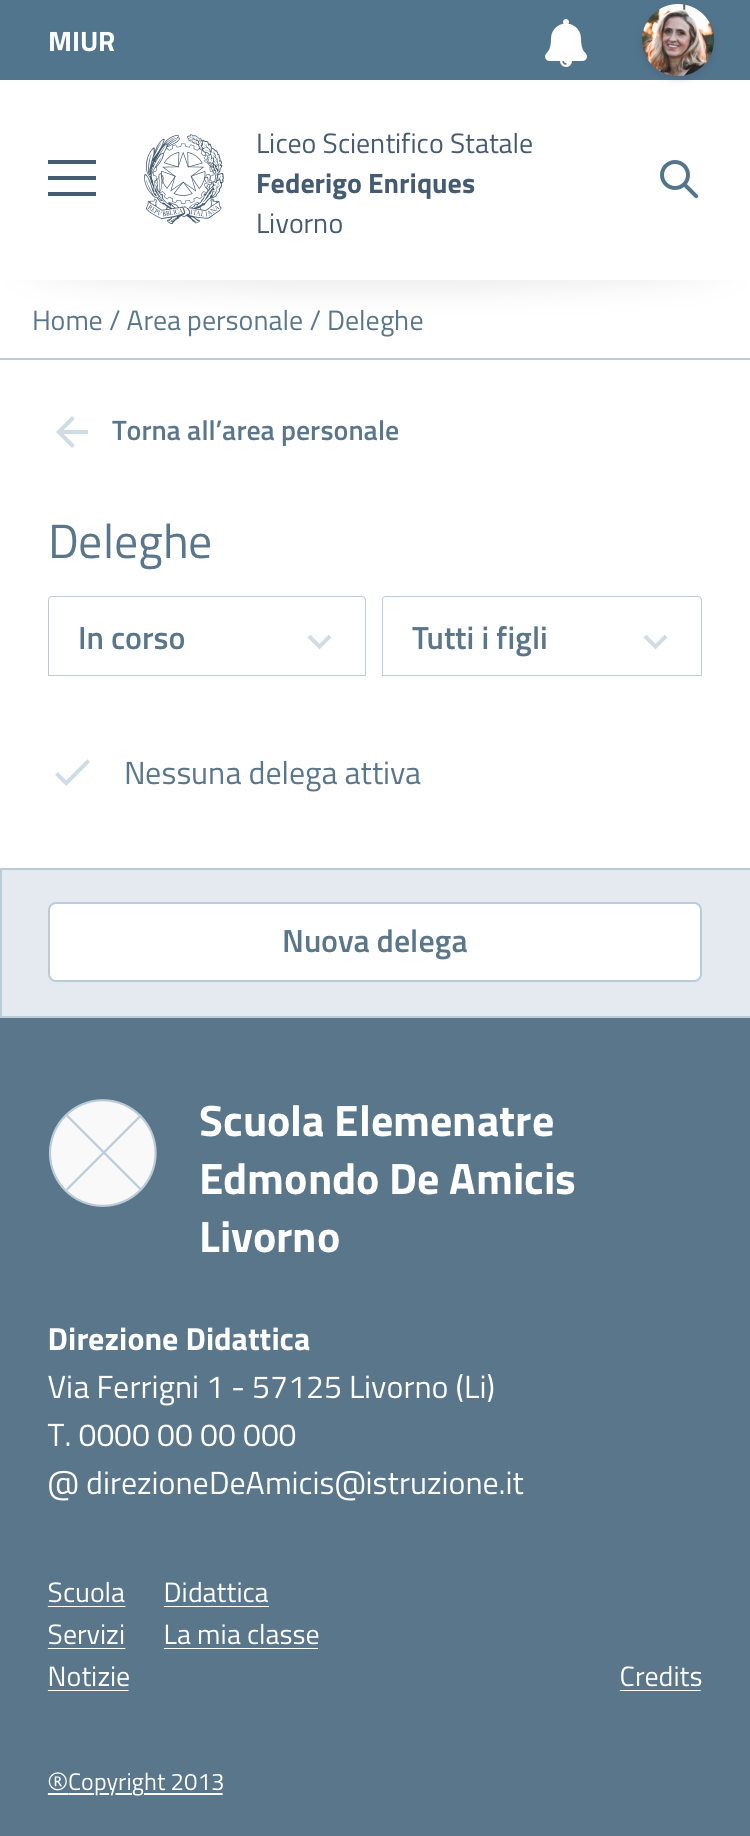 MIUR
Liceo Scientifico Statale
Federigo Enriques
Livorno
REPVBBLICA ITALIANA
Home / Area personale / Deleghe
Torna all’area personale
Deleghe
In corso
Tutti i figli
Nessuna delega attiva
Nuova delega
Scuola Elemenatre
Edmondo De Amicis
Livorno
Direzione Didattica
Via Ferrigni 1 - 57125 Livorno (Li)
T. 0000 00 00 000
@ direzioneDeAmicis@istruzione.it
Scuola Didattica
Servizi La mia classe
Notizie Credits
®Copyright 2013